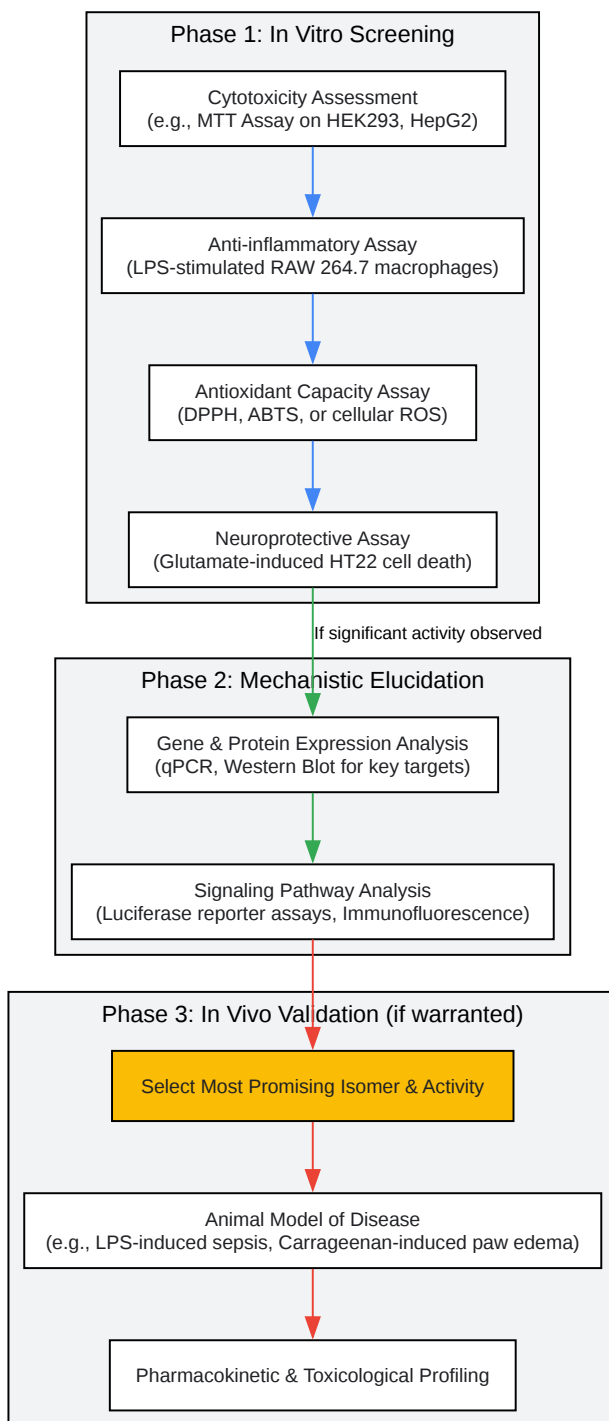 Phase 1: In Vitro Screening
Cytotoxicity Assessment
(e.g., MTT Assay on HEK293, HepG2)
Anti-inflammatory Assay
(LPS-stimulated RAW 264.7 macrophages)
Antioxidant Capacity Assay
(DPPH, ABTS, or cellular ROS)
Neuroprotective Assay
(Glutamate-induced HT22 cell death)
If significant activity observed
Phase 2: Mechanistic Elucidation
Gene & Protein Expression Analysis
(qPCR, Western Blot for key targets)
Signaling Pathway Analysis
(Luciferase reporter assays, Immunofluorescence)
Phase 3: In Vivo Validation (if warranted)
Select Most Promising Isomer & Activity
Animal Model of Disease
(e.g., LPS-induced sepsis, Carrageenan-induced paw edema)
Pharmacokinetic & Toxicological Profiling